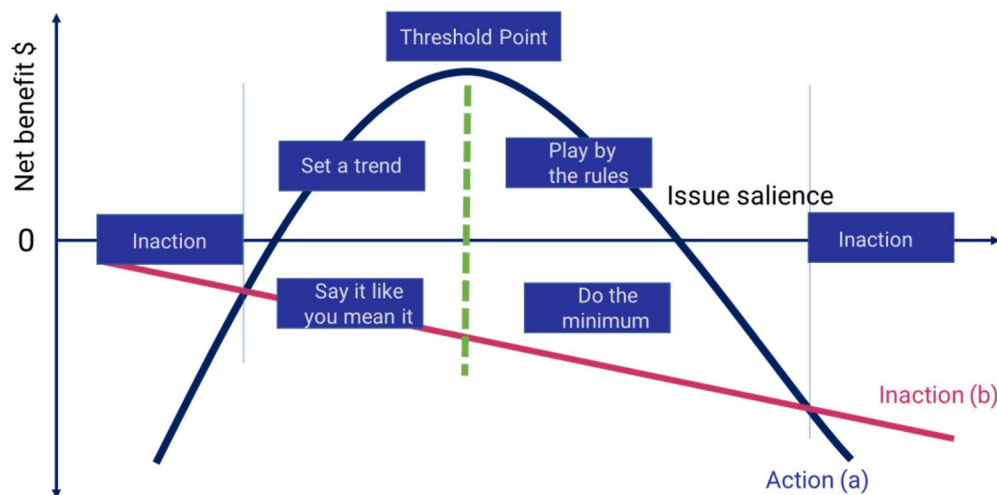 Threshold Point
Net benefit $
Set a trend
Play by
the rules
Issue salience
0
Inaction
Inaction
Say it like
you mean it
Do the
minimum
Inaction (b)
Action (a)